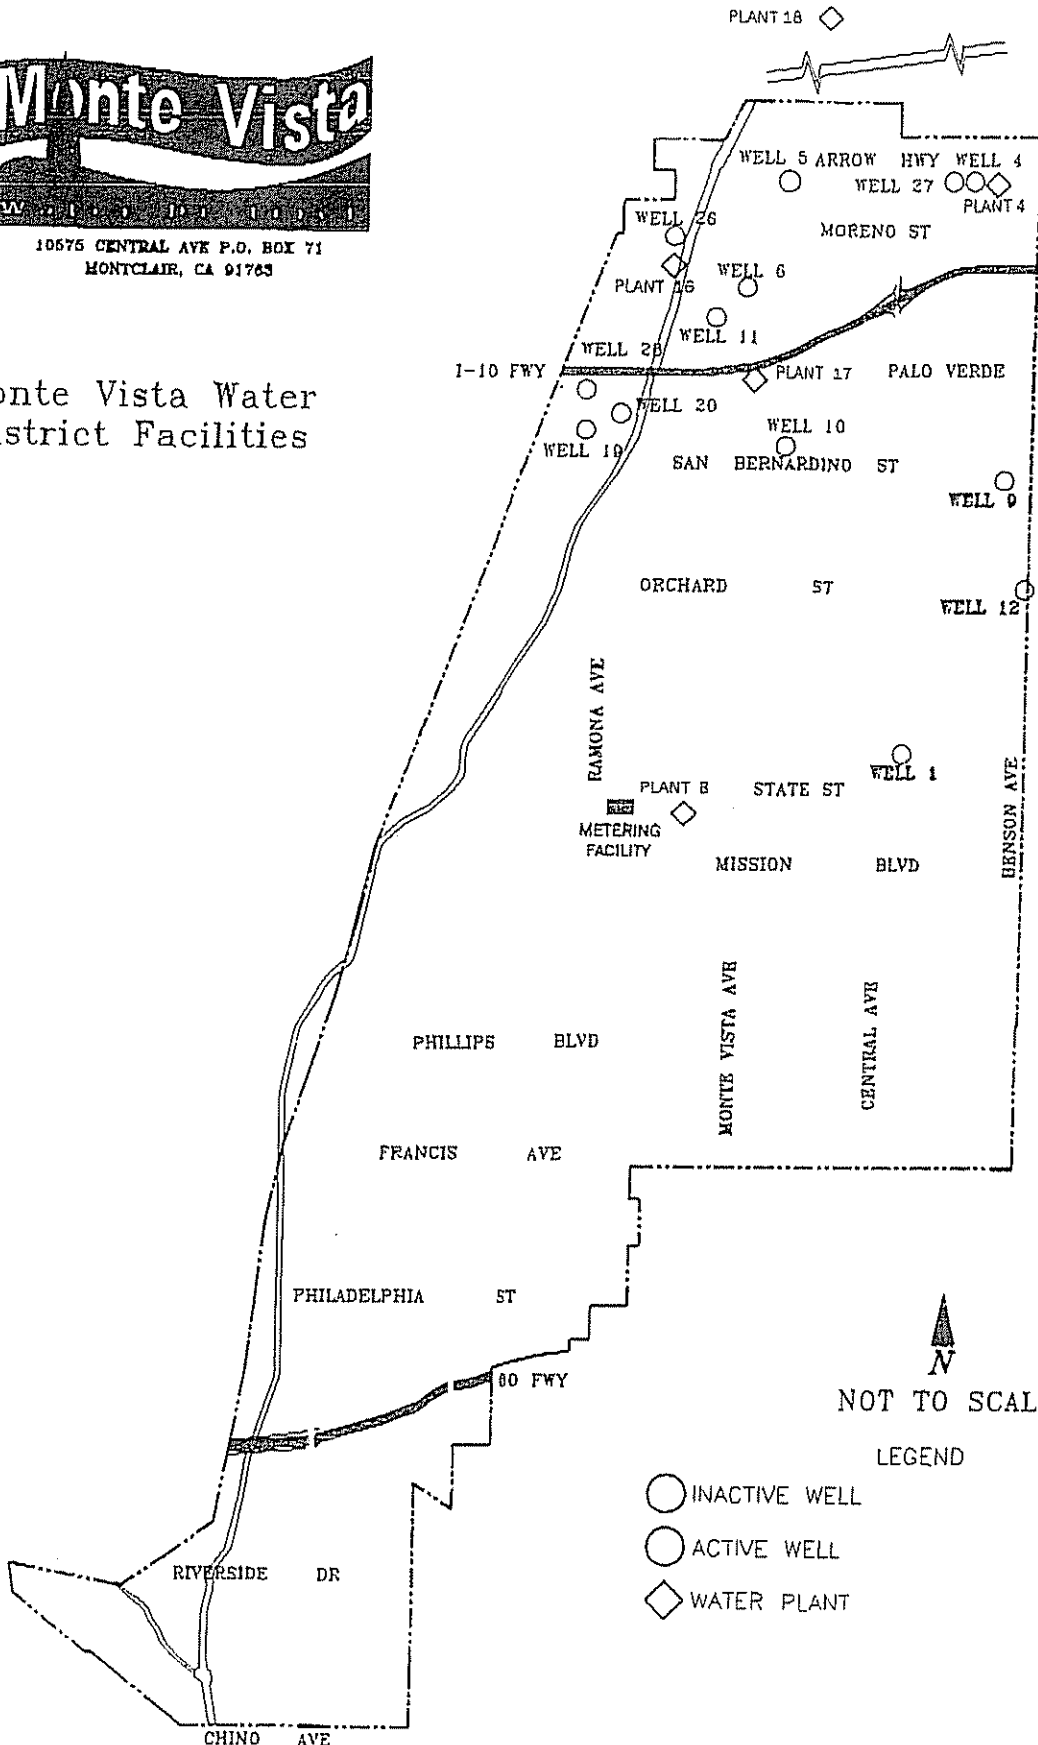 PLANT 18
Monte Vista
10575 CENTRAL AVE P.O. BOX 71
MONTCLAIR, CA 91763
onte Vista Water
istrict Facilities
WELL 5 ARROW HWY WELL 4
WELL 27
PLANT 4
WELL 26
MORENO ST
PLANT 16
WELL 6
WELL 11
WELL 28
I-10 FWY
PLANT 17
PALO VERDE
WELL 20
WELL 19
WELL 10
SAN BERNARDINO ST
WELL 9
ORCHARD ST
WELL 12
RAMONA AVE
WELL 1
PLANT 8
STATE ST
METERING
FACILITY
BENSON AVE
MISSION BLVD
MONTE VISTA AVE
CENTRAL AVE
PHILLIPS BLVD
FRANCIS AVE
PHILADELPHIA ST
60 FWY
N
NOT TO SCAL
LEGEND
INACTIVE WELL
ACTIVE WELL
WATER PLANT
RIVERSIDE DR
CHINO AVE